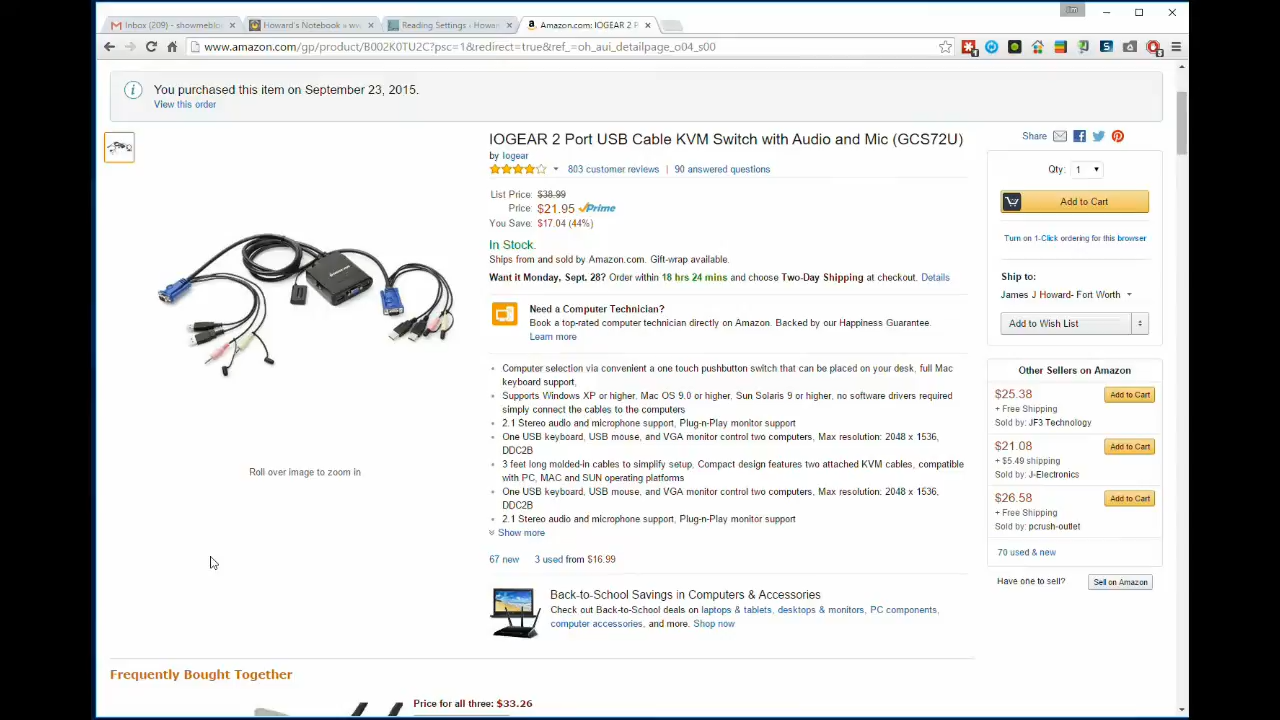 Inbox (209) - showmeblo
Howard's Notebook » w
Reading Settings ‹ Howar
Amazon.com: IOGEAR 2 P
www.amazon.com/gp/product/B002K0TU2C?psc=1&redirect=true&ref_=oh_aui_detailpage_o04_s00
You purchased this item on September 23, 2015.
View this order
IOGEAR 2 Port USB Cable KVM Switch with Audio and Mic (GCS72U)
by Iogear
803 customer reviews | 90 answered questions
List Price: $38.99
Price: $21.95 Prime
You Save: $17.04 (44%)
In Stock.
Ships from and sold by Amazon.com. Gift-wrap available.
Want it Monday, Sept. 28? Order within 18 hrs 24 mins and choose Two-Day Shipping at checkout. Details
Need a Computer Technician?
Book a top-rated computer technician directly on Amazon. Backed by our Happiness Guarantee.
Learn more
Computer selection via convenient a one touch pushbutton switch that can be placed on your desk, full Mac
keyboard support,
Supports Windows XP or higher, Mac OS 9.0 or higher, Sun Solaris 9 or higher, no software drivers required
simply connect the cables to the computers
2.1 Stereo audio and microphone support, Plug-n-Play monitor support
One USB keyboard, USB mouse, and VGA monitor control two computers, Max resolution: 2048 x 1536,
DDC2B
3 feet long molded-in cables to simplify setup, Compact design features two attached KVM cables, compatible
with PC, MAC and SUN operating platforms
One USB keyboard, USB mouse, and VGA monitor control two computers, Max resolution: 2048 x 1536,
DDC2B
2.1 Stereo audio and microphone support, Plug-n-Play monitor support
Show more
67 new 3 used from $16.99
Roll over image to zoom in
Back-to-School Savings in Computers & Accessories
Check out Back-to-School deals on laptops & tablets, desktops & monitors, PC components,
computer accessories, and more. Shop now
Share
Qty: 1
Add to Cart
Turn on 1-Click ordering for this browser
Ship to:
James J Howard- Fort Worth
Add to Wish List
Other Sellers on Amazon
$25.38 Add to Cart
+ Free Shipping
Sold by: JF3 Technology
$21.08 Add to Cart
+ $5.49 shipping
Sold by: J-Electronics
$26.58 Add to Cart
+ Free Shipping
Sold by: pcrush-outlet
70 used & new
Have one to sell? Sell on Amazon
Frequently Bought Together
Price for all three: $33.26